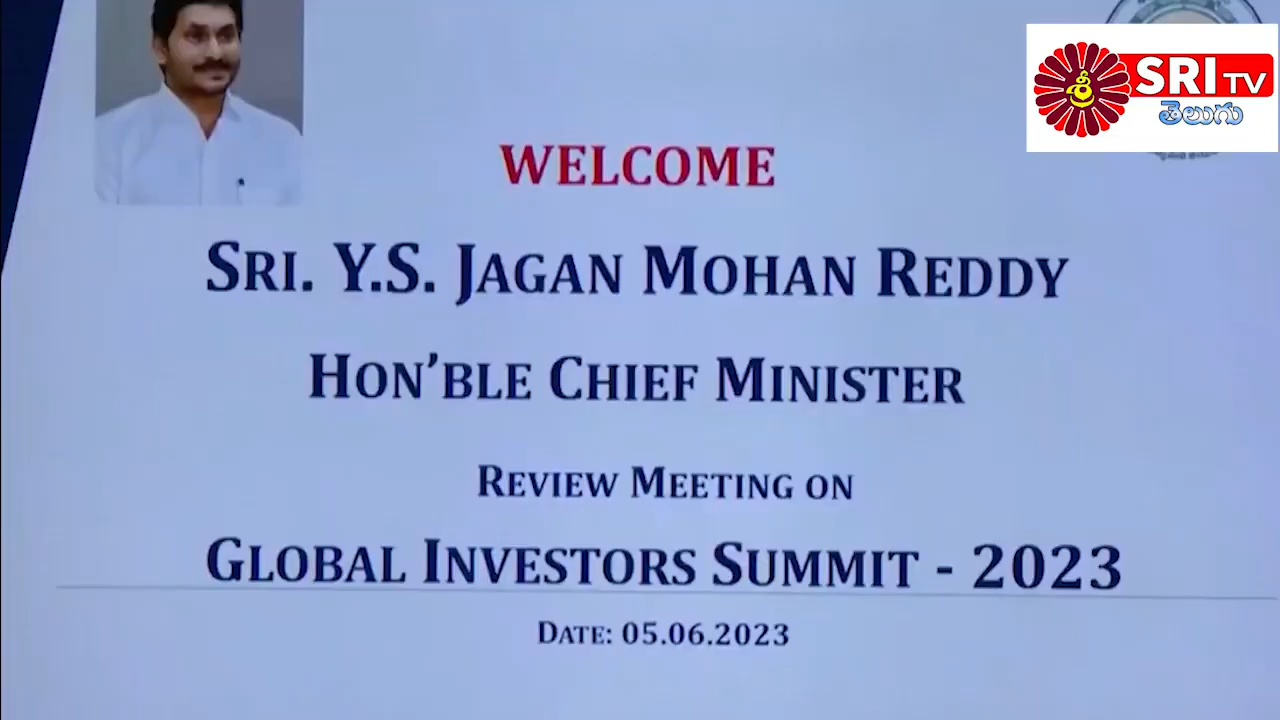 శ్రీ SRI TV
తెలుగు
WELCOME
SRI. Y.S. JAGAN MOHAN REDDY
HON'BLE CHIEF MINISTER
REVIEW MEETING ON
GLOBAL INVESTORS SUMMIT - 2023
DATE: 05.06.2023